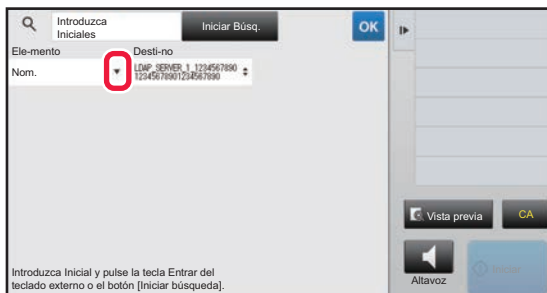 Introduzca
Iniciales
Iniciar Búsq.
OK
Ele-mento
Desti-no
Nom.
LDAP_SERVER_1_1234567890
12345678901234567890
Vista previa
CA
Altavoz
Iniciar
Introduzca Inicial y pulse la tecla Entrar del
teclado externo o el botón [Iniciar búsqueda].